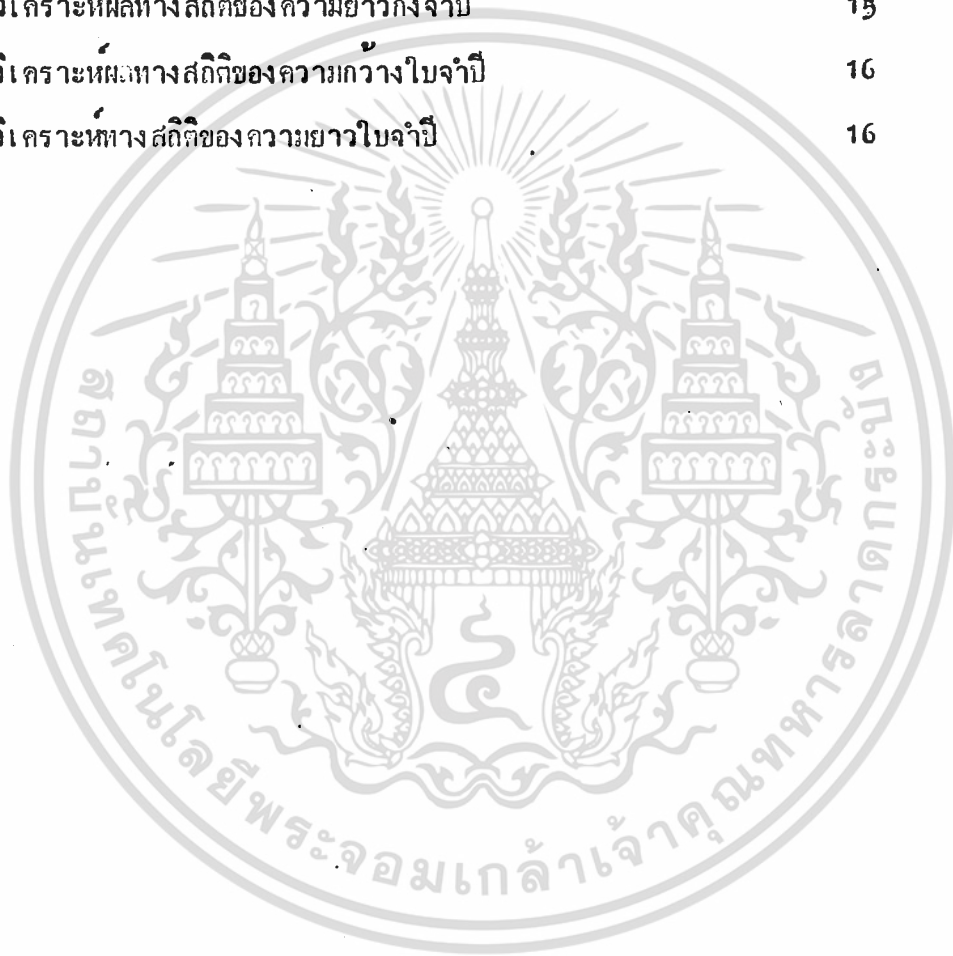 วิเคราะห์ผลทางสถิติของความยาวกิ่งจำปี 15
วิเคราะห์ผลทางสถิติของความกว้างใบจำปี 16
วิเคราะห์ทางสถิติของความยาวใบจำปี 16
สถาบันเทคโนโลยีพระจอมเกล้าเจ้าคุณทหารลาดกระบัง
๔